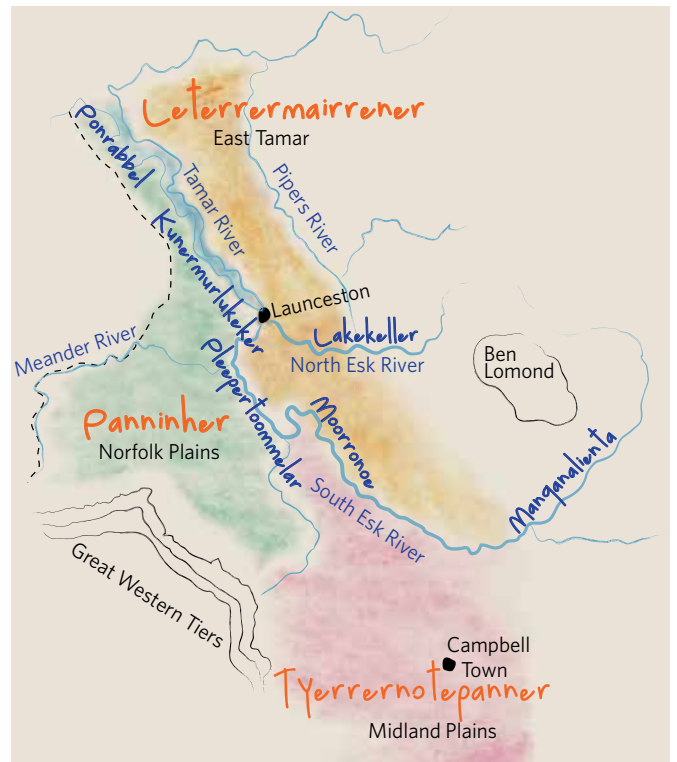 Leterrermairrener
East Tamar
Ponrabbel
Tamar River
Pipers River
Kunermurlukeker
Launceston
Lakekeller
North Esk River
Meander River
Ben
Lomond
Pleepertoommelar
Moorronoe
Panninher
Norfolk Plains
Manganalienta
South Esk River
Great Western Tiers
Campbell
Town
Tyerrernotepanner
Midland Plains